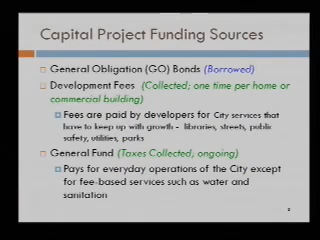 Capital Project Funding Sources
General Obligation (GO) Bonds (Borrowed)
Development Fees (Collected; one time per home or
commercial building)
Fees are paid by developers for City services that
have to keep up with growth - libraries, streets, public
safety, utilities, parks
General Fund (Taxes Collected; ongoing)
Pays for everyday operations of the City except
for fee-based services such as water and
sanitation